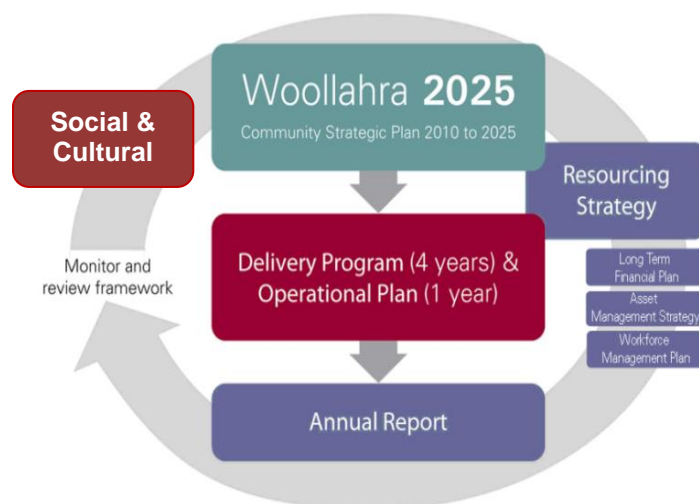 Woollahra 2025
Community Strategic Plan 2010 to 2025
Social &
Cultural
Resourcing
Strategy
Delivery Program (4 years) &
Operational Plan (1 year)
Monitor and
review framework
Long Term
Financial Plan
Asset
Management Strategy
Workforce
Management Plan
Annual Report